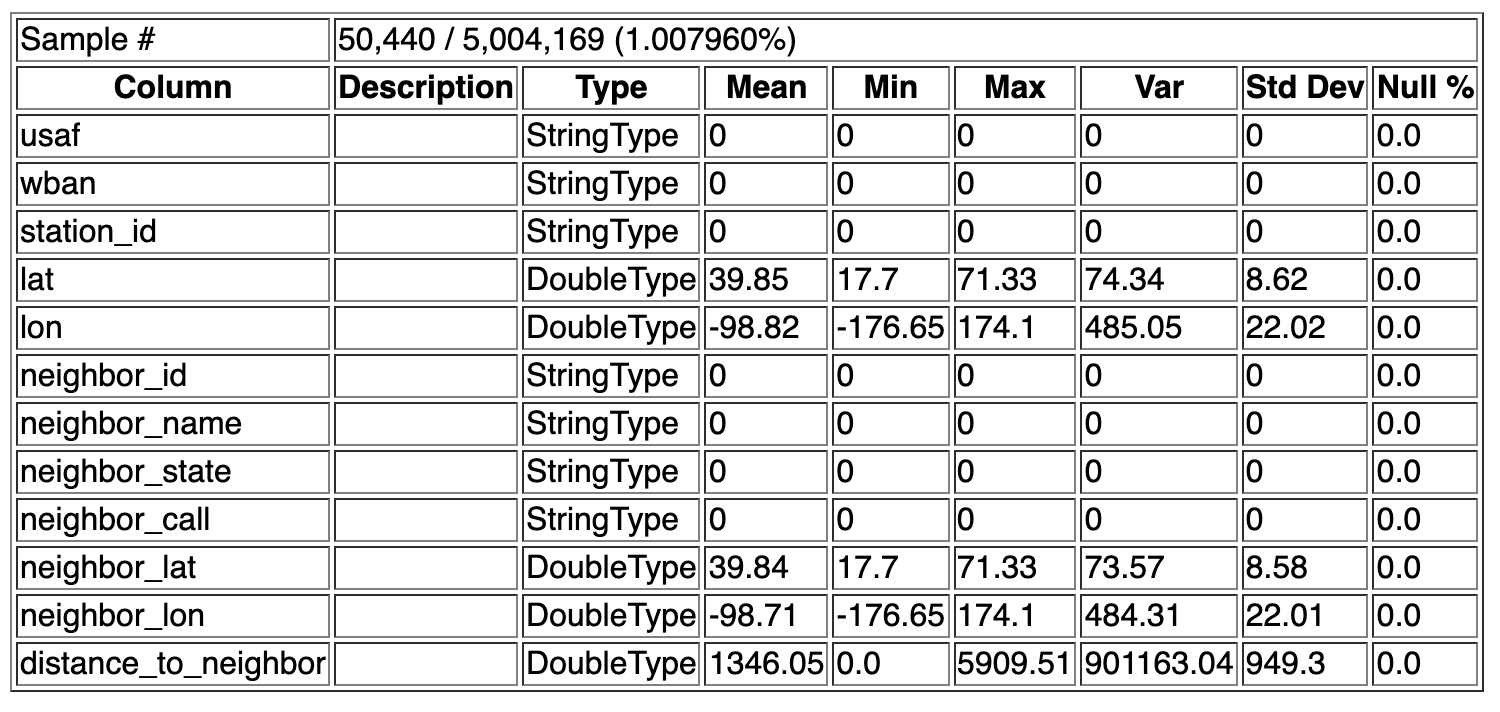 Sample # 50,440 / 5,004,169 (1.007960%)
Column Description Type Mean Min Max Var Std Dev Null %
usaf StringType 0 0 0 0 0 0.0
wban StringType 0 0 0 0 0 0.0
station_id StringType 0 0 0 0 0 0.0
lat DoubleType 39.85 17.7 71.33 74.34 8.62 0.0
lon DoubleType -98.82 -176.65 174.1 485.05 22.02 0.0
neighbor_id StringType 0 0 0 0 0 0.0
neighbor_name StringType 0 0 0 0 0 0.0
neighbor_state StringType 0 0 0 0 0 0.0
neighbor_call StringType 0 0 0 0 0 0.0
neighbor_lat DoubleType 39.84 17.7 71.33 73.57 8.58 0.0
neighbor_lon DoubleType -98.71 -176.65 174.1 484.31 22.01 0.0
distance_to_neighbor DoubleType 1346.05 0.0 5909.51 901163.04 949.3 0.0